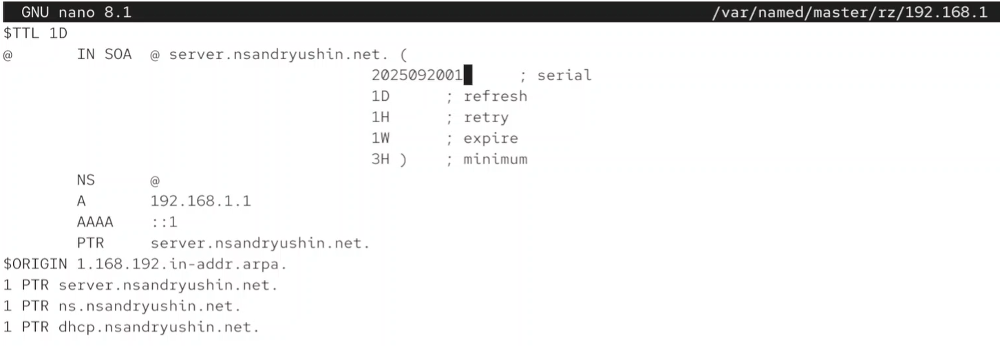 GNU nano 8.1 /var/named/master/rz/192.168.1
$TTL 1D
@ IN SOA @ server.nsandryushin.net. (
2025092001 ; serial
1D ; refresh
1H ; retry
1W ; expire
3H ) ; minimum
NS @
A 192.168.1.1
AAAA ::1
PTR server.nsandryushin.net.
$ORIGIN 1.168.192.in-addr.arpa.
1 PTR server.nsandryushin.net.
1 PTR ns.nsandryushin.net.
1 PTR dhcp.nsandryushin.net.